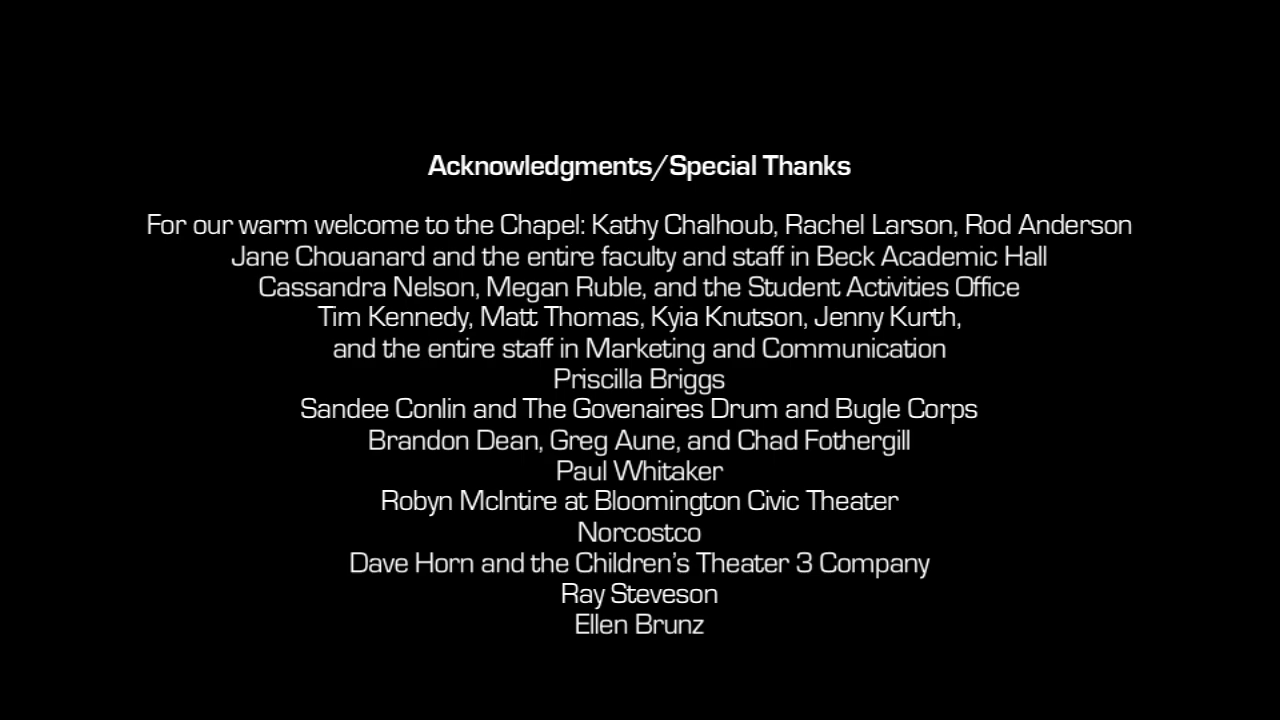 Acknowledgments/Special Thanks
For our warm welcome to the Chapel: Kathy Chalhoub, Rachel Larson, Rod Anderson
Jane Chouanard and the entire faculty and staff in Beck Academic Hall
Cassandra Nelson, Megan Ruble, and the Student Activities Office
Tim Kennedy, Matt Thomas, Kyia Knutson, Jenny Kurth,
and the entire staff in Marketing and Communication
Priscilla Briggs
Sandee Conlin and The Govenaires Drum and Bugle Corps
Brandon Dean, Greg Aune, and Chad Fothergill
Paul Whitaker
Robyn McIntire at Bloomington Civic Theater
Norcostco
Dave Horn and the Children's Theater 3 Company
Ray Steveson
Ellen Brunz